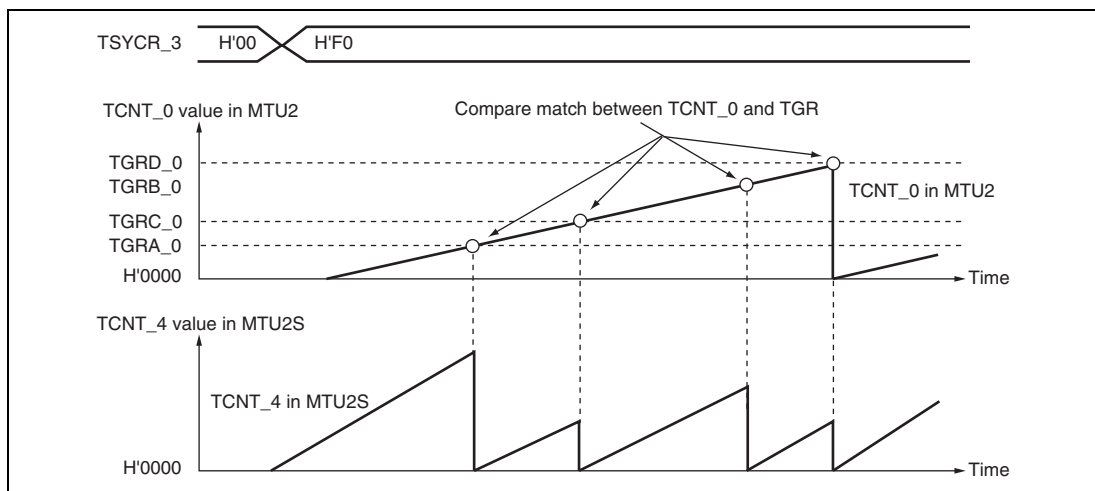 TSYCR_3 H'00 H'F0
TCNT_0 value in MTU2
Compare match between TCNT_0 and TGR
TGRD_0
TGRB_0
TCNT_0 in MTU2
TGRC_0
TGRA_0
H'0000
Time
TCNT_4 value in MTU2S
TCNT_4 in MTU2S
H'0000
Time